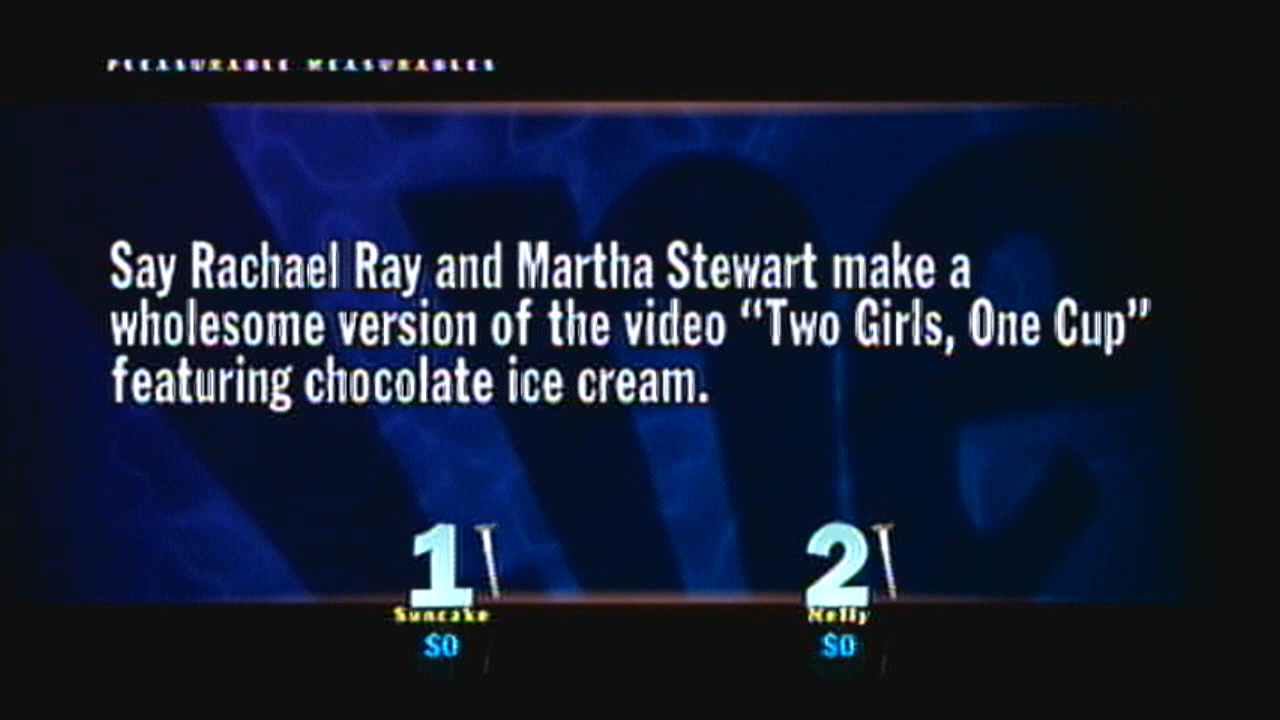 PLEASURABLE MEASURABLES
Say Rachael Ray and Martha Stewart make a
wholesome version of the video “Two Girls, One Cup”
featuring chocolate ice cream.
1 2
Suncake Nelly
$0 $0